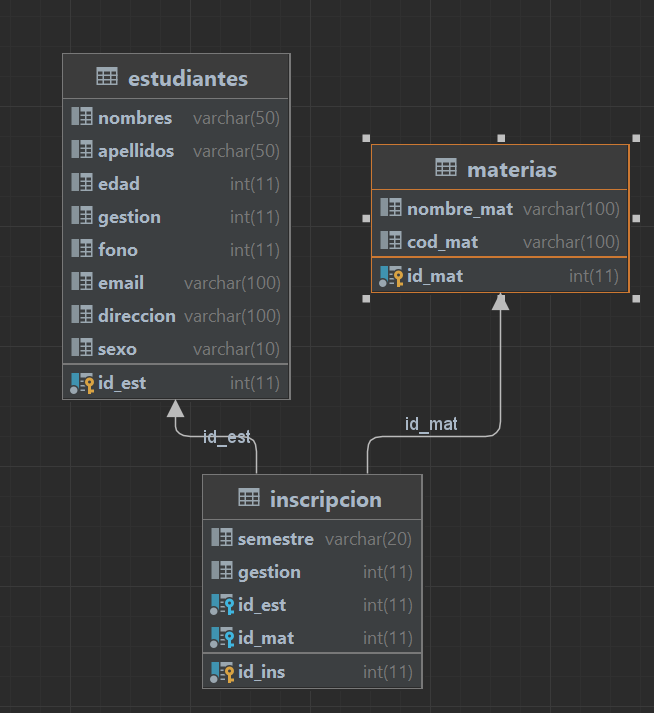 estudiantes
nombres varchar(50)
apellidos varchar(50)
edad int(11)
gestion int(11)
fono int(11)
email varchar(100)
direccion varchar(100)
sexo varchar(10)
id_est int(11)
materias
nombre_mat varchar(100)
cod_mat varchar(100)
id_mat int(11)
id_est
id_mat
inscripcion
semestre varchar(20)
gestion int(11)
id_est int(11)
id_mat int(11)
id_ins int(11)